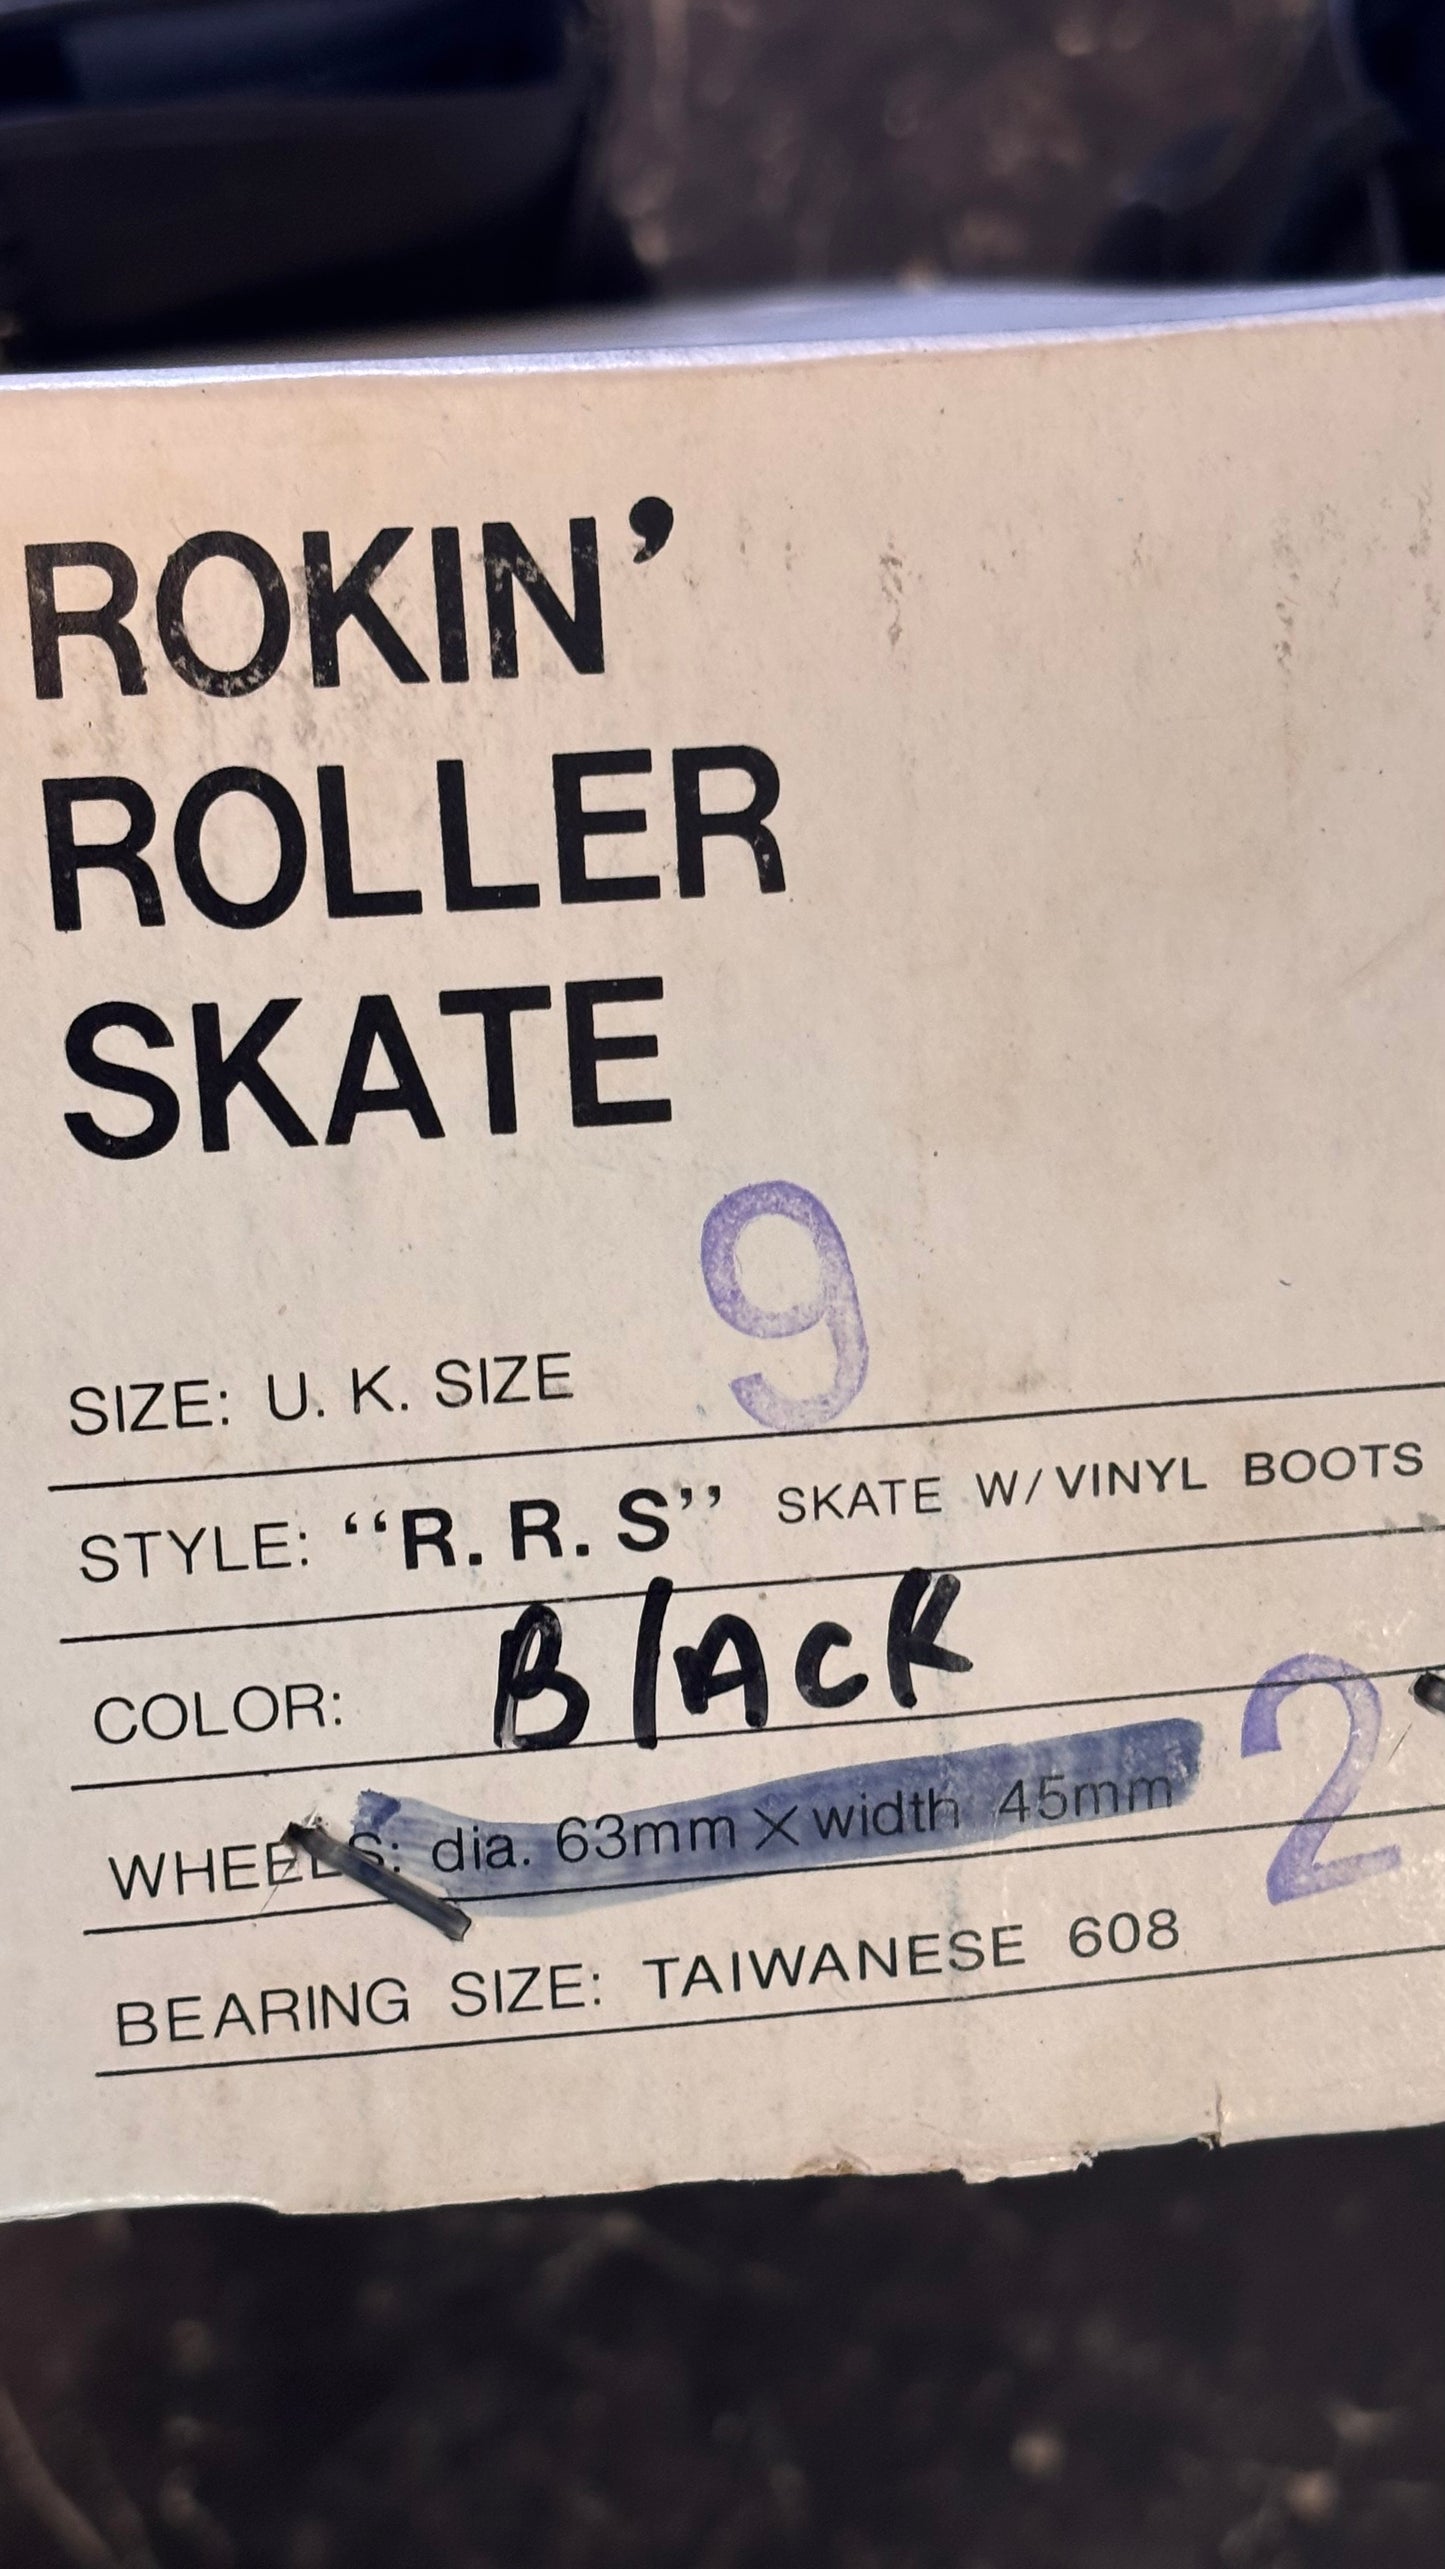 ROKIN’
ROLLER
SKATE
SIZE: U. K. SIZE 9
STYLE: “R. R. S” SKATE W/VINYL BOOTS
COLOR: BlAcK
WHEELS: dia. 63mm × width 45mm 2
BEARING SIZE: TAIWANESE 608